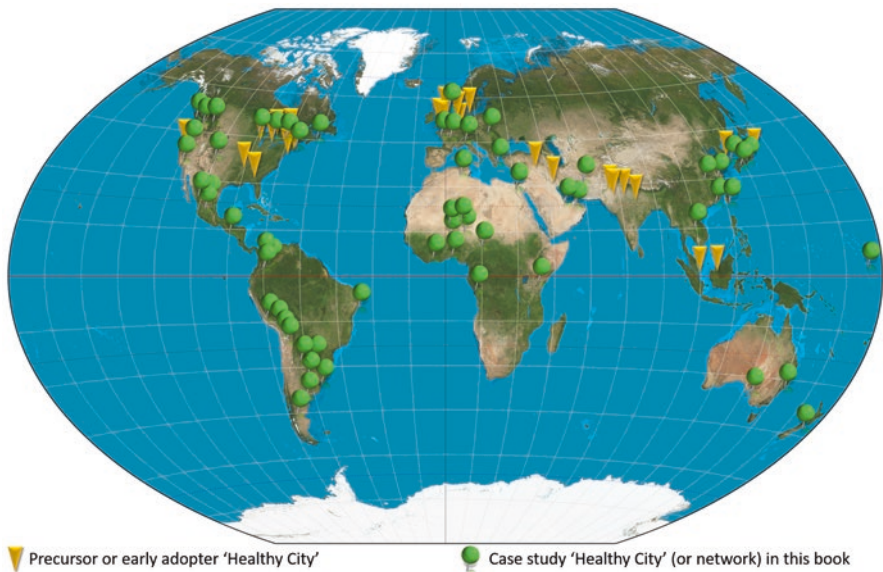 Precursor or early adopter 'Healthy City'
Case study 'Healthy City' (or network) in this book